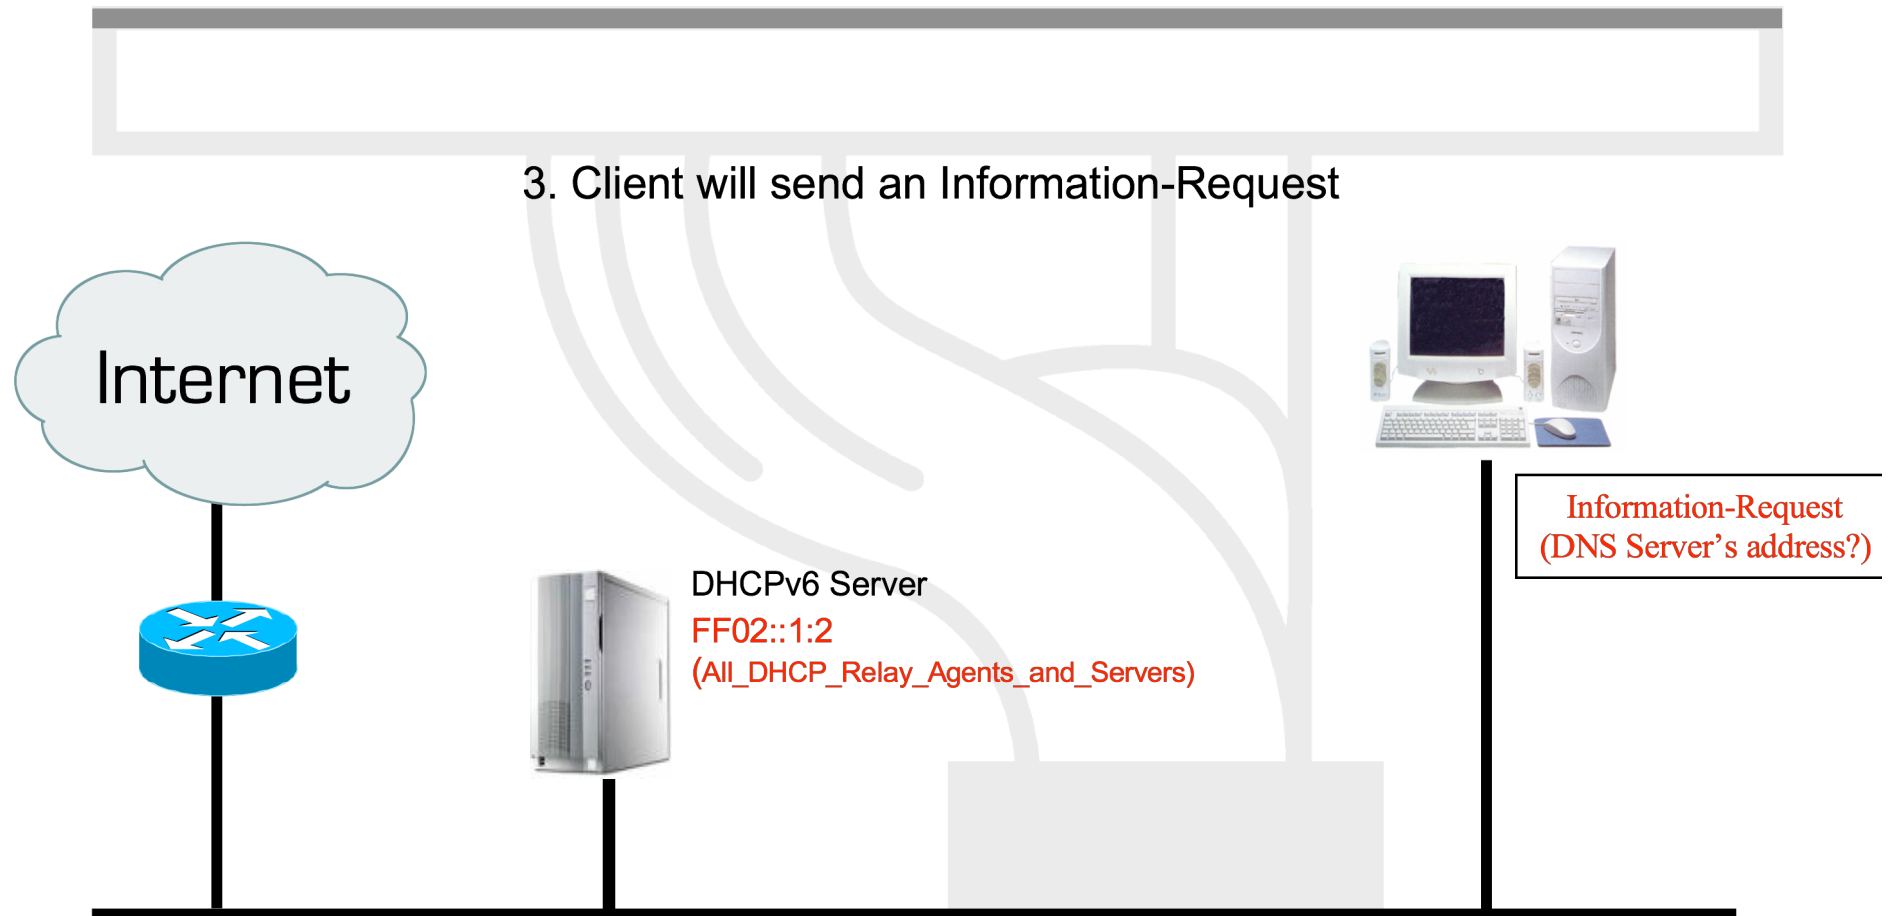 3. Client will send an Information-Request
Internet
Information-Request
(DNS Server’s address?)
DHCPv6 Server
FF02::1:2
(All_DHCP_Relay_Agents_and_Servers)